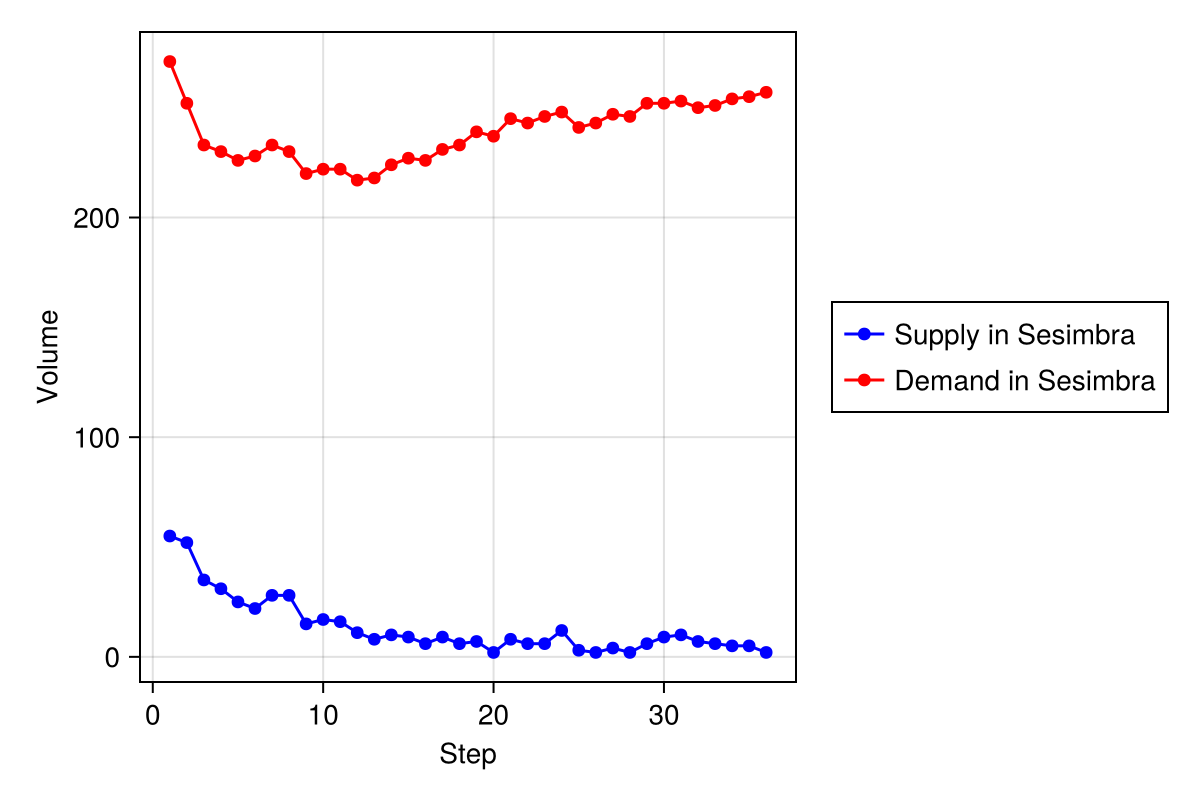 200
100
0
Volume
0 10 20 30
Step
Supply in Sesimbra
Demand in Sesimbra